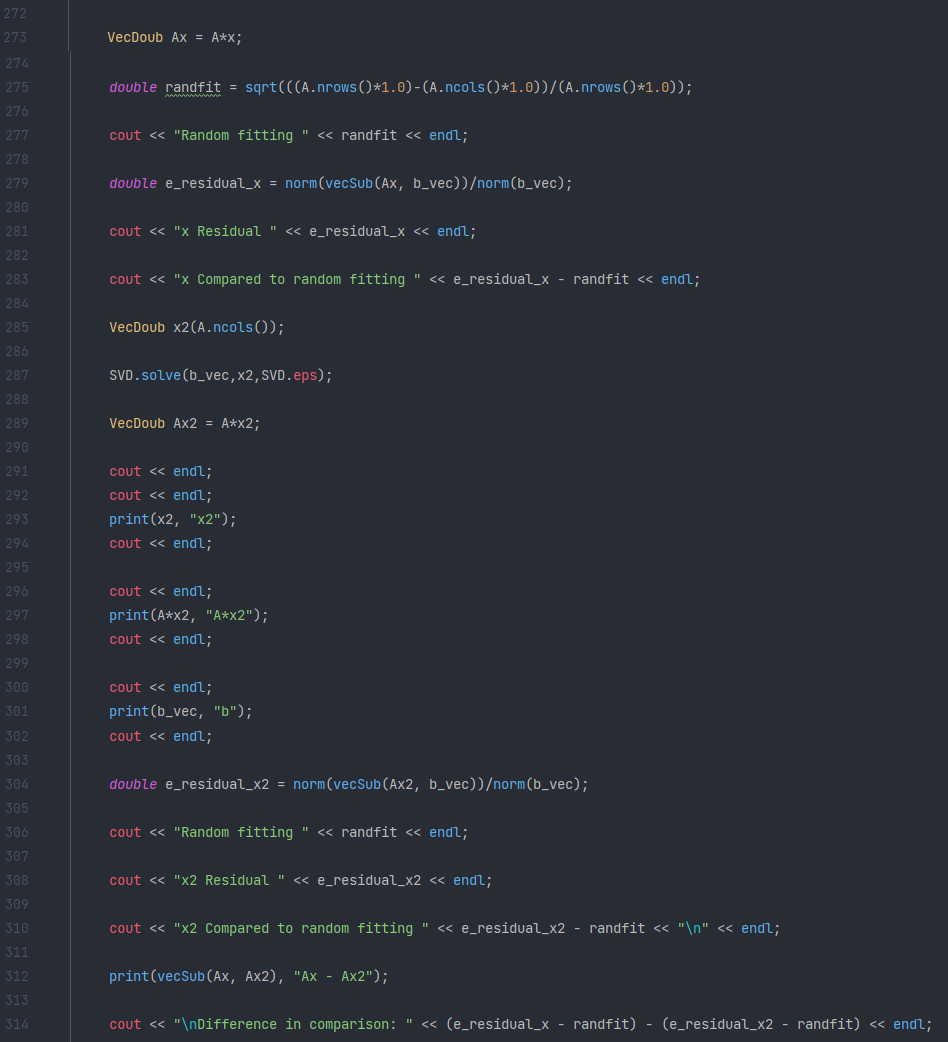 272
273 VecDoub Ax = A*x;
274
275 double randfit = sqrt(((A.nrows()*1.0)-(A.ncols()*1.0))/(A.nrows()*1.0));
276
277 cout << "Random fitting " << randfit << endl;
278
279 double e_residual_x = norm(vecSub(Ax, b_vec))/norm(b_vec);
280
281 cout << "x Residual " << e_residual_x << endl;
282
283 cout << "x Compared to random fitting " << e_residual_x - randfit << endl;
284
285 VecDoub x2(A.ncols());
286
287 SVD.solve(b_vec,x2,SVD.eps);
288
289 VecDoub Ax2 = A*x2;
290
291 cout << endl;
292 cout << endl;
293 print(x2, "x2");
294 cout << endl;
295
296 cout << endl;
297 print(A*x2, "A*x2");
298 cout << endl;
299
300 cout << endl;
301 print(b_vec, "b");
302 cout << endl;
303
304 double e_residual_x2 = norm(vecSub(Ax2, b_vec))/norm(b_vec);
305
306 cout << "Random fitting " << randfit << endl;
307
308 cout << "x2 Residual " << e_residual_x2 << endl;
309
310 cout << "x2 Compared to random fitting " << e_residual_x2 - randfit << "\n" << endl;
311
312 print(vecSub(Ax, Ax2), "Ax - Ax2");
313
314 cout << "\nDifference in comparison: " << (e_residual_x - randfit) - (e_residual_x2 - randfit) << endl;